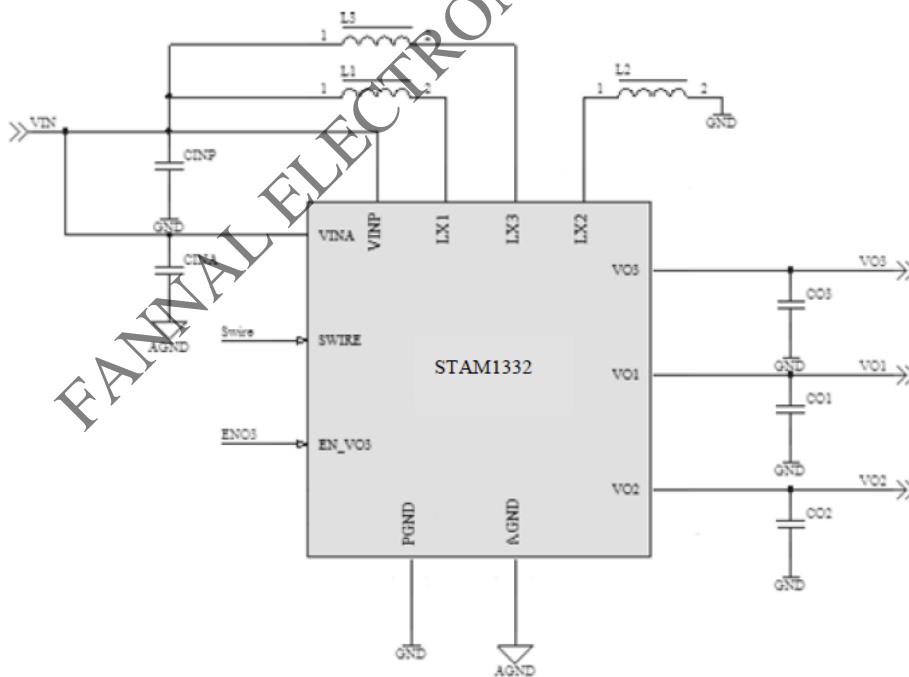 L3
1 2
L1
1 2
L2
1 2
GND
VIN
CINP
GND
VINA
VINP
LX1
LX3
LX2
CINA
AGND
VO3
VO3
CO3
GND
Swire
SWIRE
STAM1332
VO1
VO1
CO1
GND
ENO3
EN_VO3
VO2
VO2
CO2
GND
PGND
AGND
GND
AGND
FANNAL ELECTRON